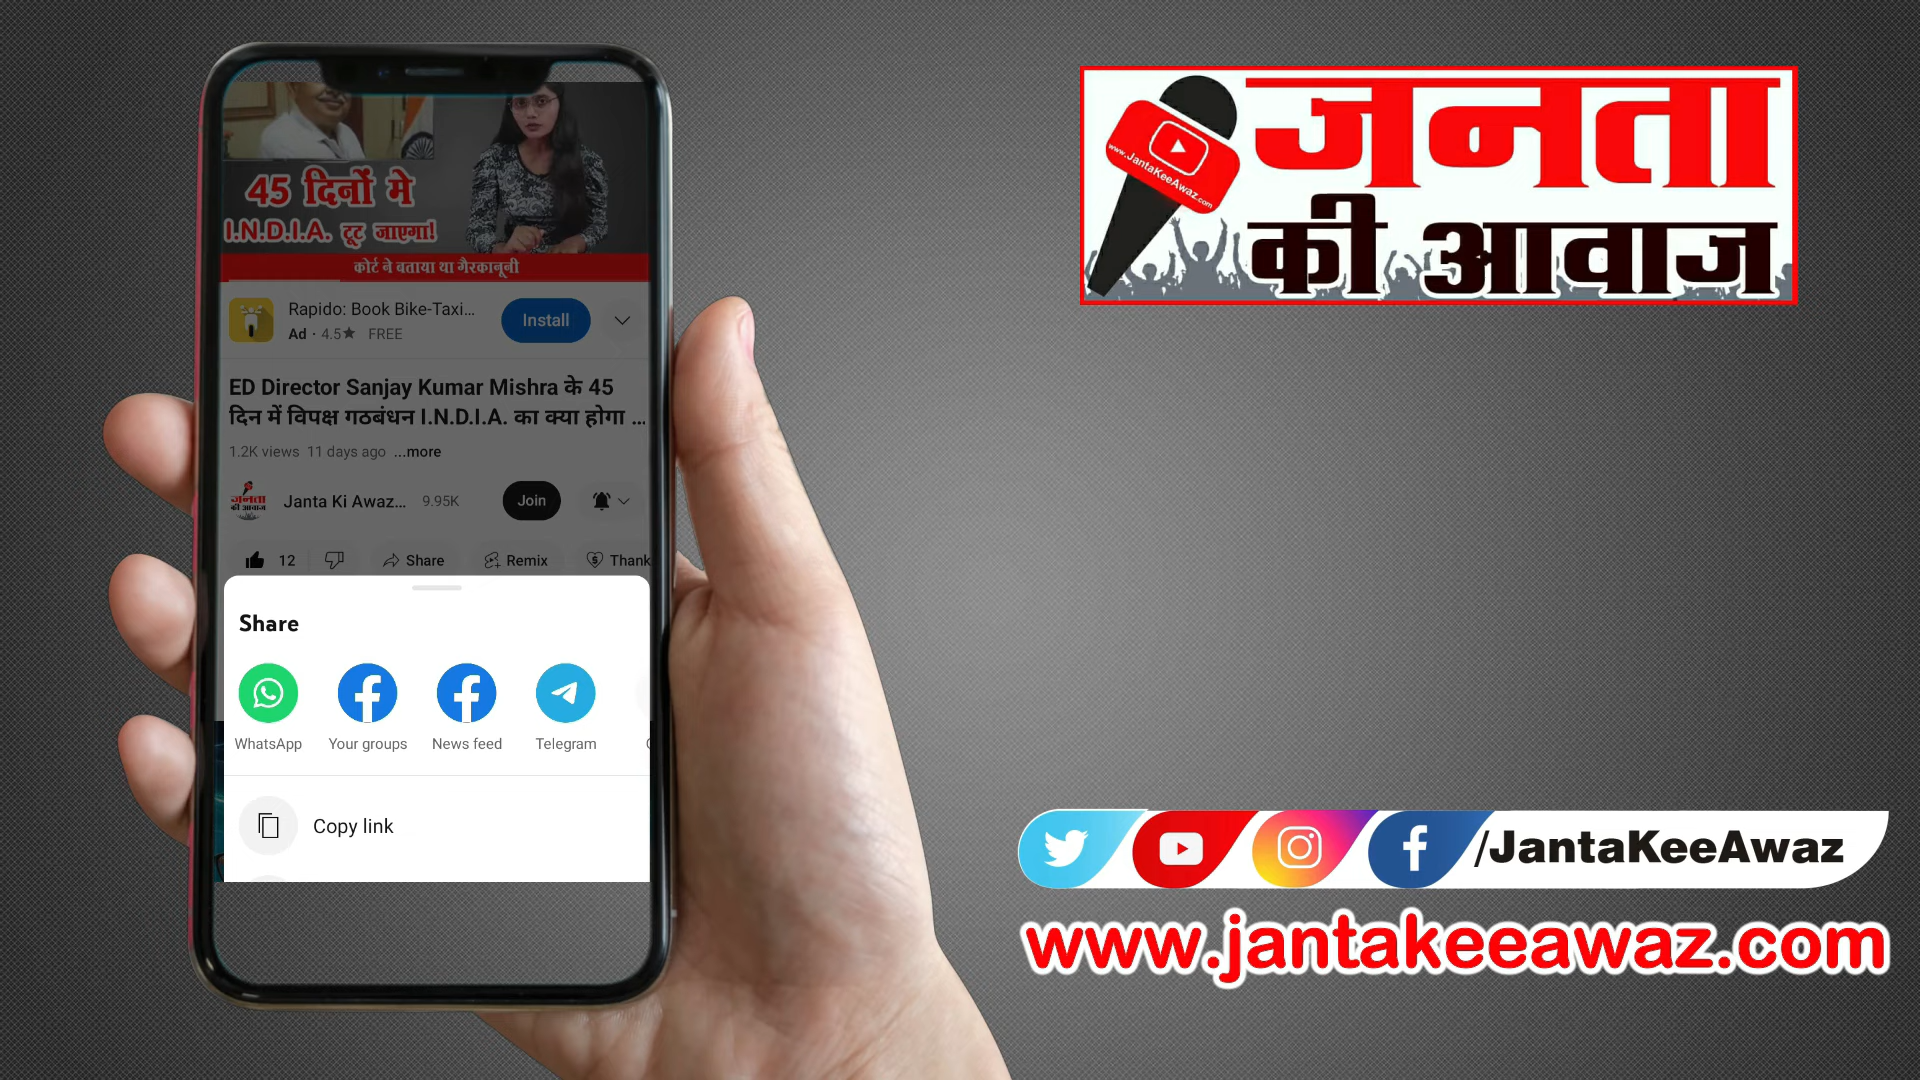 45 दिनों मे
I.N.D.I.A. टूट जाएगा!
कोर्ट ने बताया था गैरकानूनी
Rapido: Book Bike-Taxi...
Install
Ad · 4.5★ FREE
ED Director Sanjay Kumar Mishra के 45
दिन में विपक्ष गठबंधन I.N.D.I.A. का क्या होगा ...
1.2K views 11 days ago ...more
जनता
की आवाज
Janta Ki Awaz... 9.95K
Join
12
Share
Remix
Thank
Share
WhatsApp
Your groups
News feed
Telegram
Copy link
www.JantaKeeAwaz.com
जनता
की आवाज
/JantaKeeAwaz
www.jantakeeawaz.com